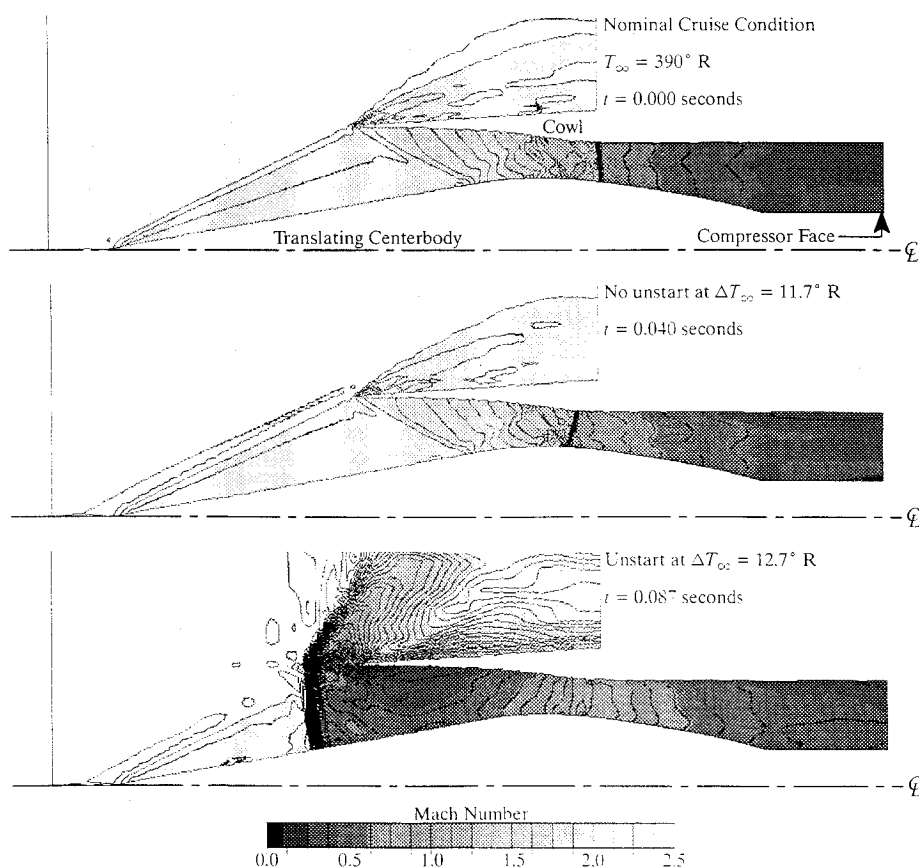 Nominal Cruise Condition
T∞ = 390° R
t = 0.000 seconds
Cowl
Translating Centerbody
Compressor Face
℄
No unstart at ΔT∞ = 11.7° R
t = 0.040 seconds
℄
Unstart at ΔT∞ = 12.7° R
t = 0.087 seconds
℄
Mach Number
0.0 0.5 1.0 1.5 2.0 2.5